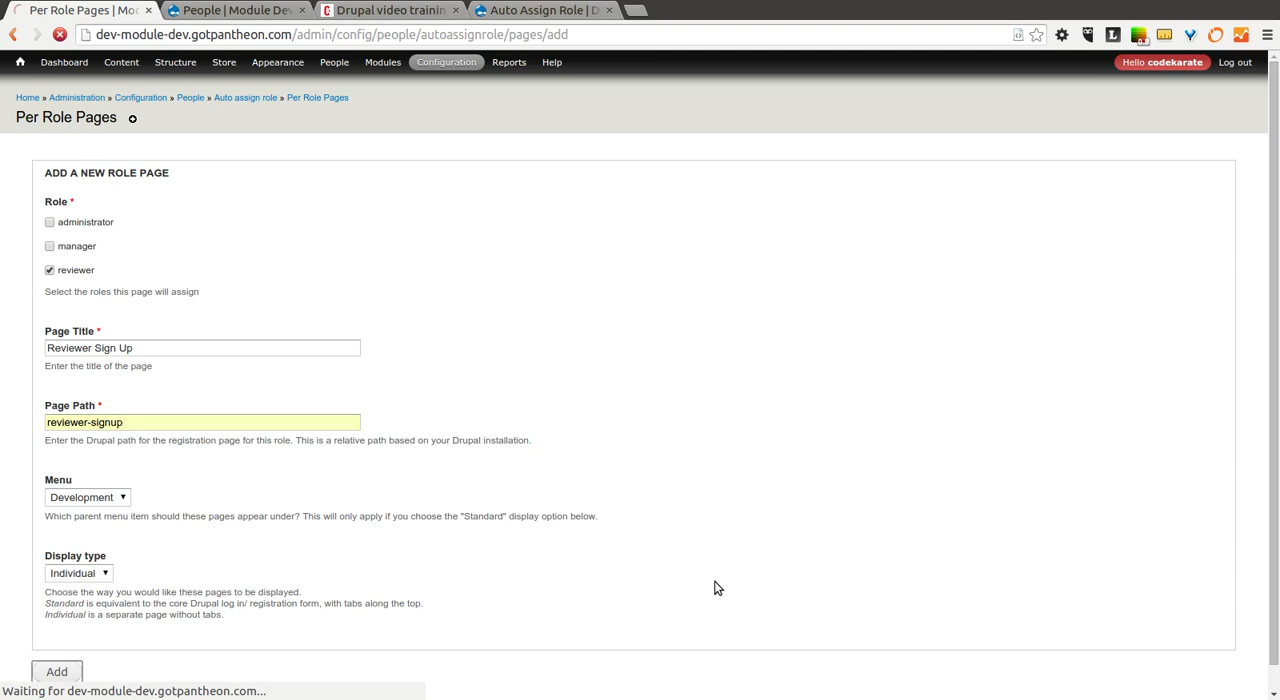 Per Role Pages | Mo
People | Module De
Drupal video trainin
Auto Assign Role | D
dev-module-dev.gotpantheon.com/admin/config/people/autoassignrole/pages/add
Dashboard Content Structure Store Appearance People Modules Configuration Reports Help Hello codekarate Log out
Home » Administration » Configuration » People » Auto assign role » Per Role Pages
Per Role Pages
ADD A NEW ROLE PAGE
Role *
administrator
manager
reviewer
Select the roles this page will assign
Page Title *
Reviewer Sign Up
Enter the title of the page
Page Path *
reviewer-signup
Enter the Drupal path for the registration page for this role. This is a relative path based on your Drupal installation.
Menu
Development
Which parent menu item should these pages appear under? This will only apply if you choose the "Standard" display option below.
Display type
Individual
Choose the way you would like these pages to be displayed.
Standard is equivalent to the core Drupal log in/ registration form, with tabs along the top.
Individual is a separate page without tabs.
Add
Waiting for dev-module-dev.gotpantheon.com...